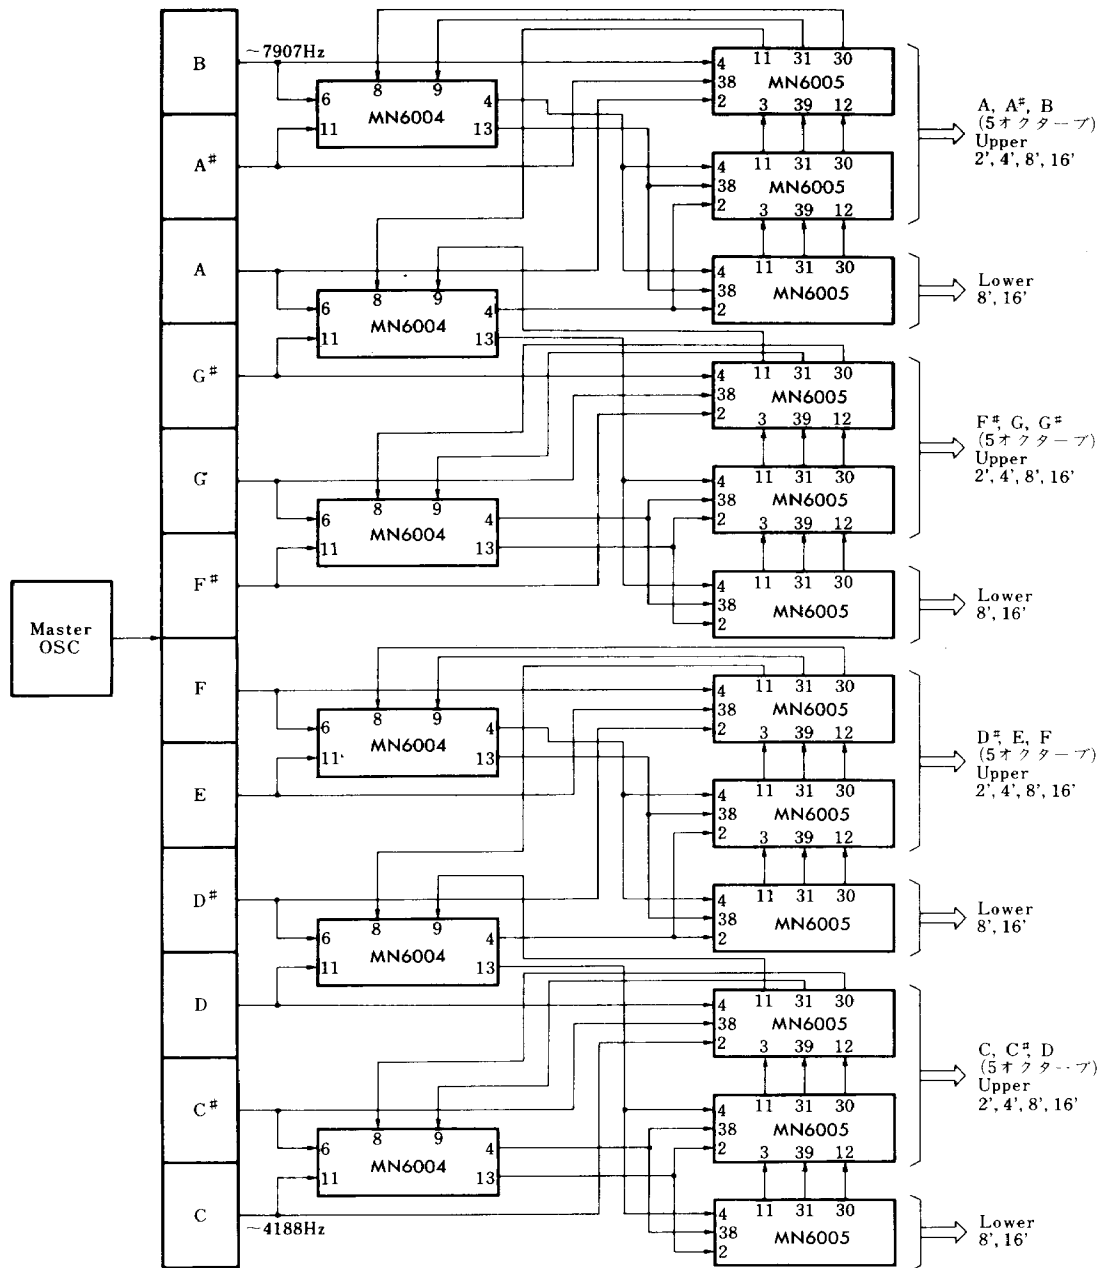 B
~7907Hz
A♯
A
G♯
G
F♯
F
E
D♯
D
C♯
C
~4188Hz
Master
OSC
8 9
6 MN6004 4
11 13
8 9
6 MN6004 4
11 13
8 9
6 MN6004 4
11 13
8 9
6 MN6004 4
11 13
8 9
6 MN6004 4
11 13
8 9
6 MN6004 4
11 13
4 11 31 30
38 MN6005
2 3 39 12
4 11 31 30
38 MN6005
2 3 39 12
4 11 31 30
38 MN6005
2
A, A♯, B
(5オクターブ)
Upper
2', 4', 8', 16'
Lower
8', 16'
4 11 31 30
38 MN6005
2 3 39 12
4 11 31 30
38 MN6005
2 3 39 12
4 11 31 30
38 MN6005
2
F♯, G, G♯
(5オクターブ)
Upper
2', 4', 8', 16'
Lower
8', 16'
4 11 31 30
38 MN6005
2 3 39 12
4 11 31 30
38 MN6005
2 3 39 12
4 11 31 30
38 MN6005
2
D♯, E, F
(5オクターブ)
Upper
2', 4', 8', 16'
Lower
8', 16'
4 11 31 30
38 MN6005
2 3 39 12
4 11 31 30
38 MN6005
2 3 39 12
4 11 31 30
38 MN6005
2
C, C♯, D
(5オクターブ)
Upper
2', 4', 8', 16'
Lower
8', 16'